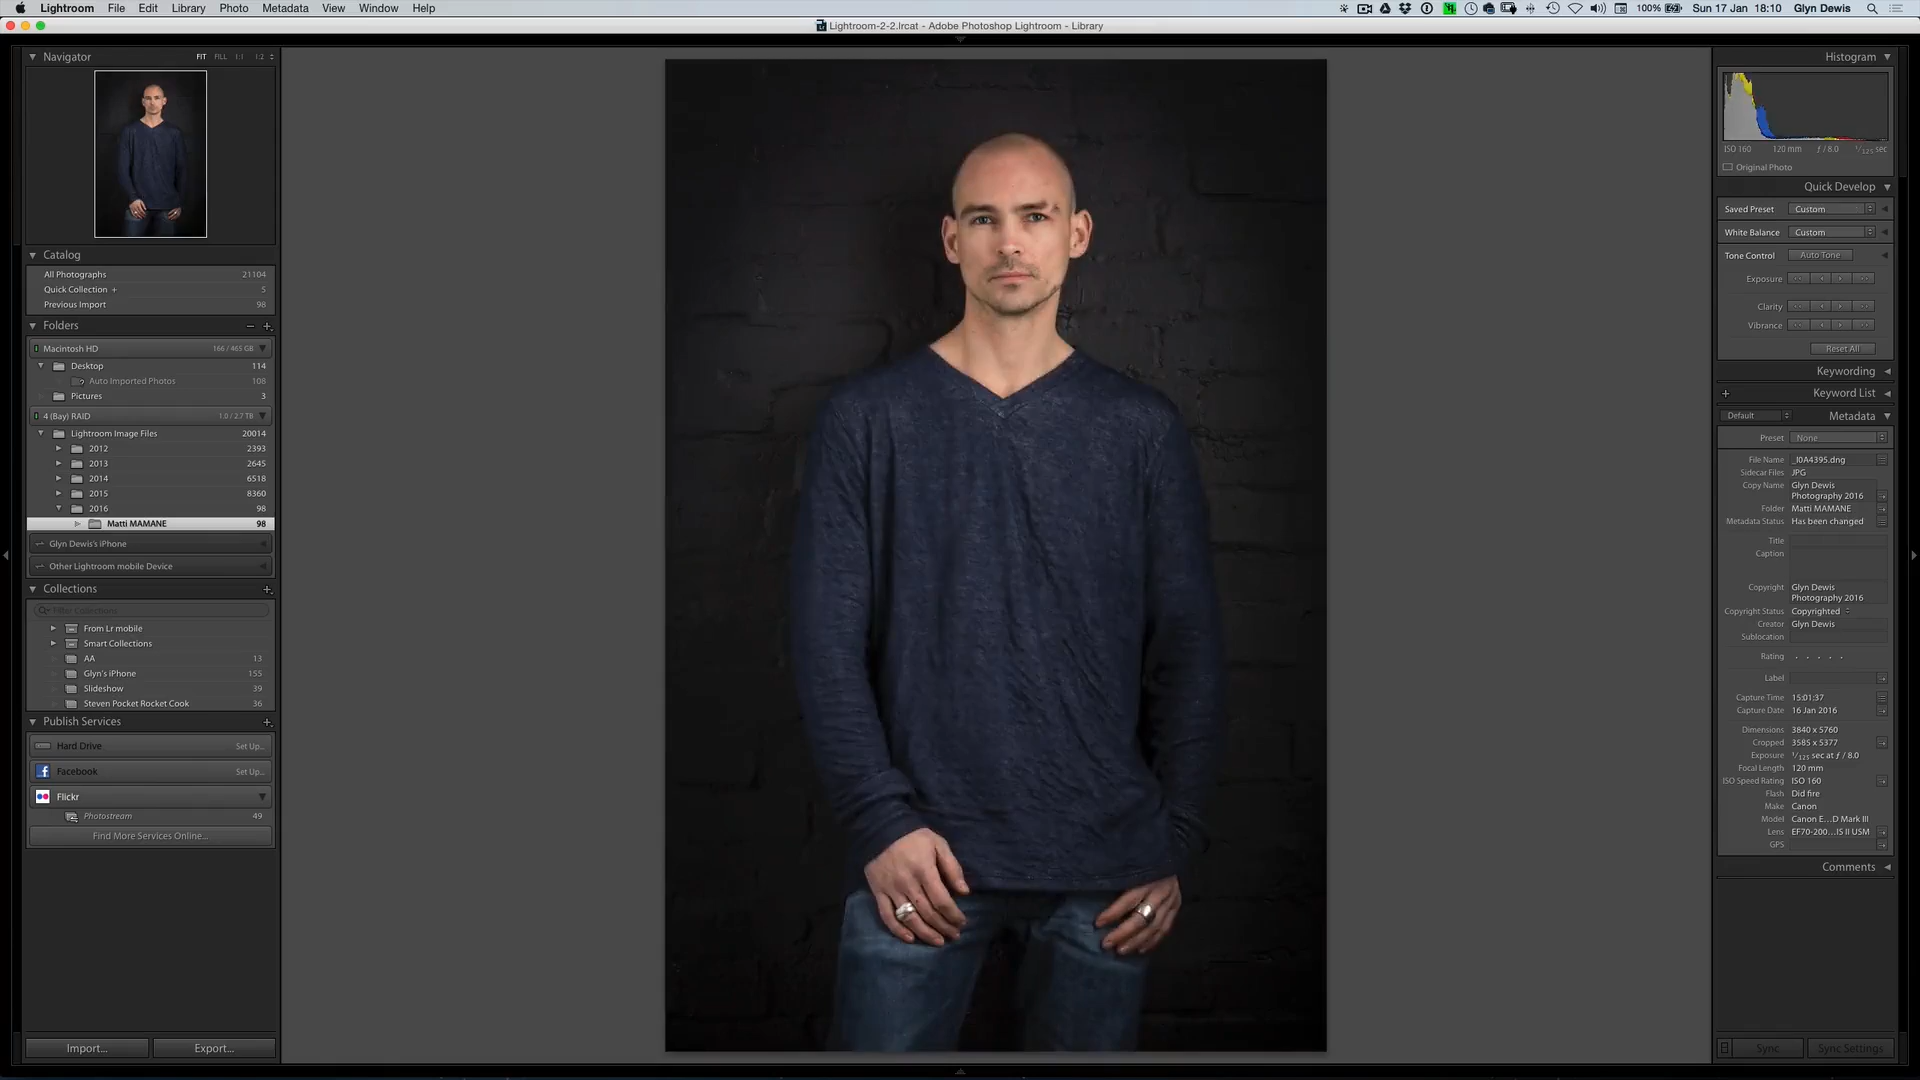 Lightroom File Edit Library Photo Metadata View Window Help
100% Sun 17 Jan 18:10 Glyn Dewis
Lightroom-2-2.lrcat - Adobe Photoshop Lightroom - Library
Navigator FIT FILL 1:1 1:2
Catalog
All Photographs 21104
Quick Collection + 5
Previous Import 98
Folders
Macintosh HD 166 / 465 GB
Desktop 114
Auto Imported Photos 108
Pictures 3
4 (Bay) RAID 1.0 / 2.7 TB
Lightroom Image Files 20014
2012 2393
2013 2645
2014 6518
2015 8360
2016 98
Matti MAMANE 98
Glyn Dewis's iPhone
Other Lightroom mobile Device
Collections
Filter Collections
From Lr mobile
Smart Collections
AA 13
Glyn's iPhone 155
Slideshow 39
Steven Pocket Rocket Cook 36
Publish Services
Hard Drive Set Up...
Facebook Set Up...
Flickr
Photostream 49
Find More Services Online...
Import... Export...
Histogram
ISO 160 120 mm ƒ / 8.0 1/125 sec
Original Photo
Quick Develop
Saved Preset Custom
White Balance Custom
Tone Control Auto Tone
Exposure
Clarity
Vibrance
Reset All
Keywording
Keyword List
Default Metadata
Preset None
File Name _I0A4395.dng
Sidecar Files JPG
Copy Name Glyn Dewis
Photography 2016
Folder Matti MAMANE
Metadata Status Has been changed
Title
Caption
Copyright Glyn Dewis
Photography 2016
Copyright Status Copyrighted
Creator Glyn Dewis
Sublocation
Rating
Label
Capture Time 15:01:37
Capture Date 16 Jan 2016
Dimensions 3840 x 5760
Cropped 3585 x 5377
Exposure 1/125 sec at ƒ / 8.0
Focal Length 120 mm
ISO Speed Rating ISO 160
Flash Did fire
Make Canon
Model Canon E...D Mark III
Lens EF70-200...IS II USM
GPS
Comments
Sync Sync Settings